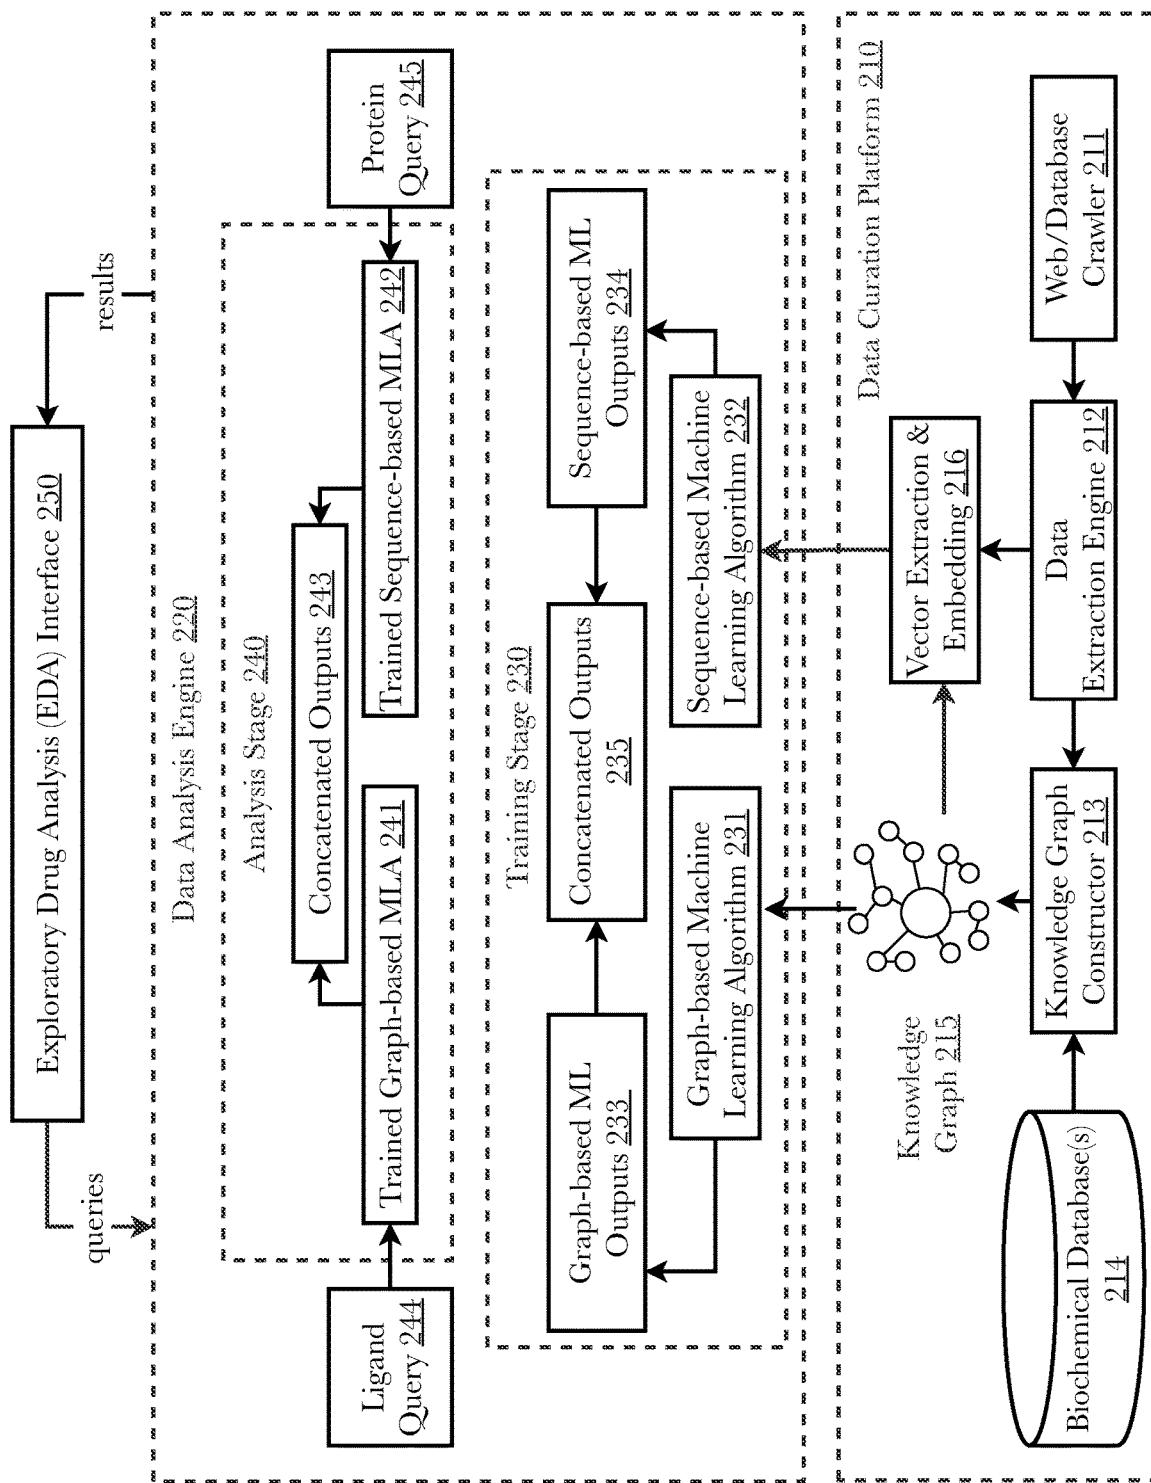 Exploratory Drug Analysis (EDA) Interface 250
queries
results
Data Analysis Engine 220
Analysis Stage 240
Concatenated Outputs 243
Ligand
Query 244
Trained Graph-based MLA 241
Trained Sequence-based MLA 242
Protein
Query 245
Training Stage 230
Graph-based ML
Outputs 233
Concatenated Outputs
235
Sequence-based ML
Outputs 234
Graph-based Machine
Learning Algorithm 231
Sequence-based Machine
Learning Algorithm 232
Data Curation Platform 210
Knowledge
Graph 215
Vector Extraction &
Embedding 216
Biochemical Database(s)
214
Knowledge Graph
Constructor 213
Data
Extraction Engine 212
Web/Database
Crawler 211